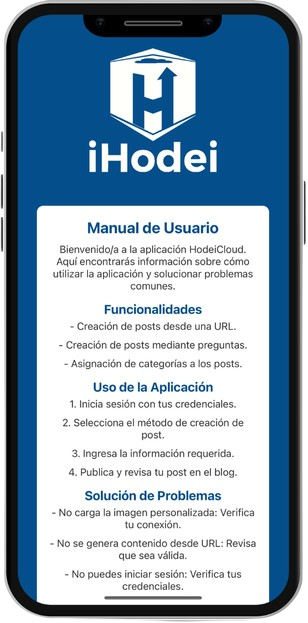 H
iHodei
Manual de Usuario
Bienvenido/a a la aplicación HodeiCloud.
Aquí encontrarás información sobre cómo
utilizar la aplicación y solucionar problemas
comunes.
Funcionalidades
- Creación de posts desde una URL.
- Creación de posts mediante preguntas.
- Asignación de categorías a los posts.
Uso de la Aplicación
1. Inicia sesión con tus credenciales.
2. Selecciona el método de creación de
post.
3. Ingresa la información requerida.
4. Publica y revisa tu post en el blog.
Solución de Problemas
- No carga la imagen personalizada: Verifica
tu conexión.
- No se genera contenido desde URL: Revisa
que sea válida.
- No puedes iniciar sesión: Verifica tus
credenciales.